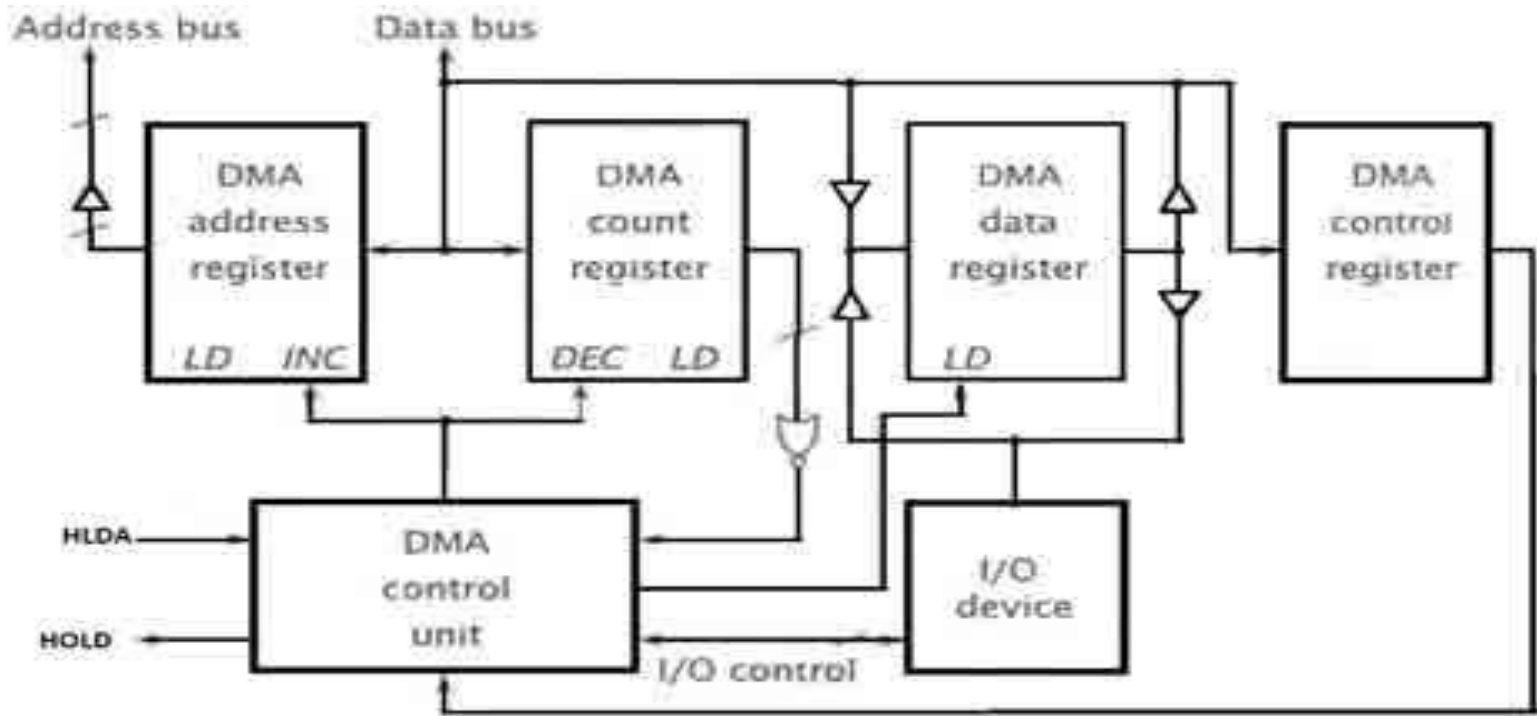 Address bus
Data bus
DMA
address
register
LD INC
DMA
count
register
DEC LD
DMA
data
register
LD
DMA
control
register
HLDA
HOLD
DMA
control
unit
I/O control
I/O
device